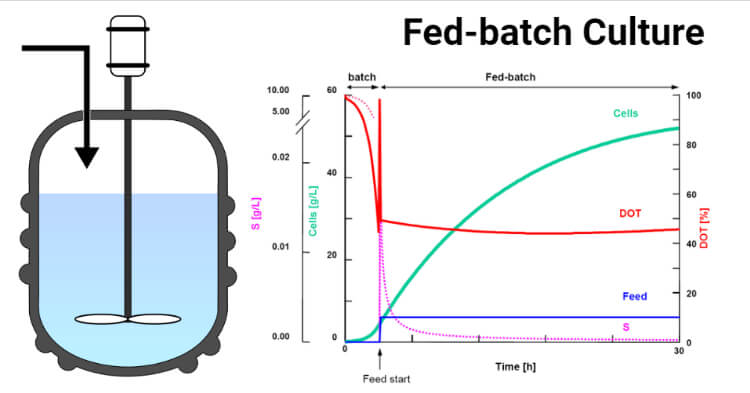 Fed-batch Culture
batch
Fed-batch
10.00
5.00
0.02
0.01
0.00
S [g/L]
Cells [g/L]
60
40
20
0
Cells
DOT
Feed
S
100
80
60
40
20
0
DOT [%]
0
30
Time [h]
Feed start